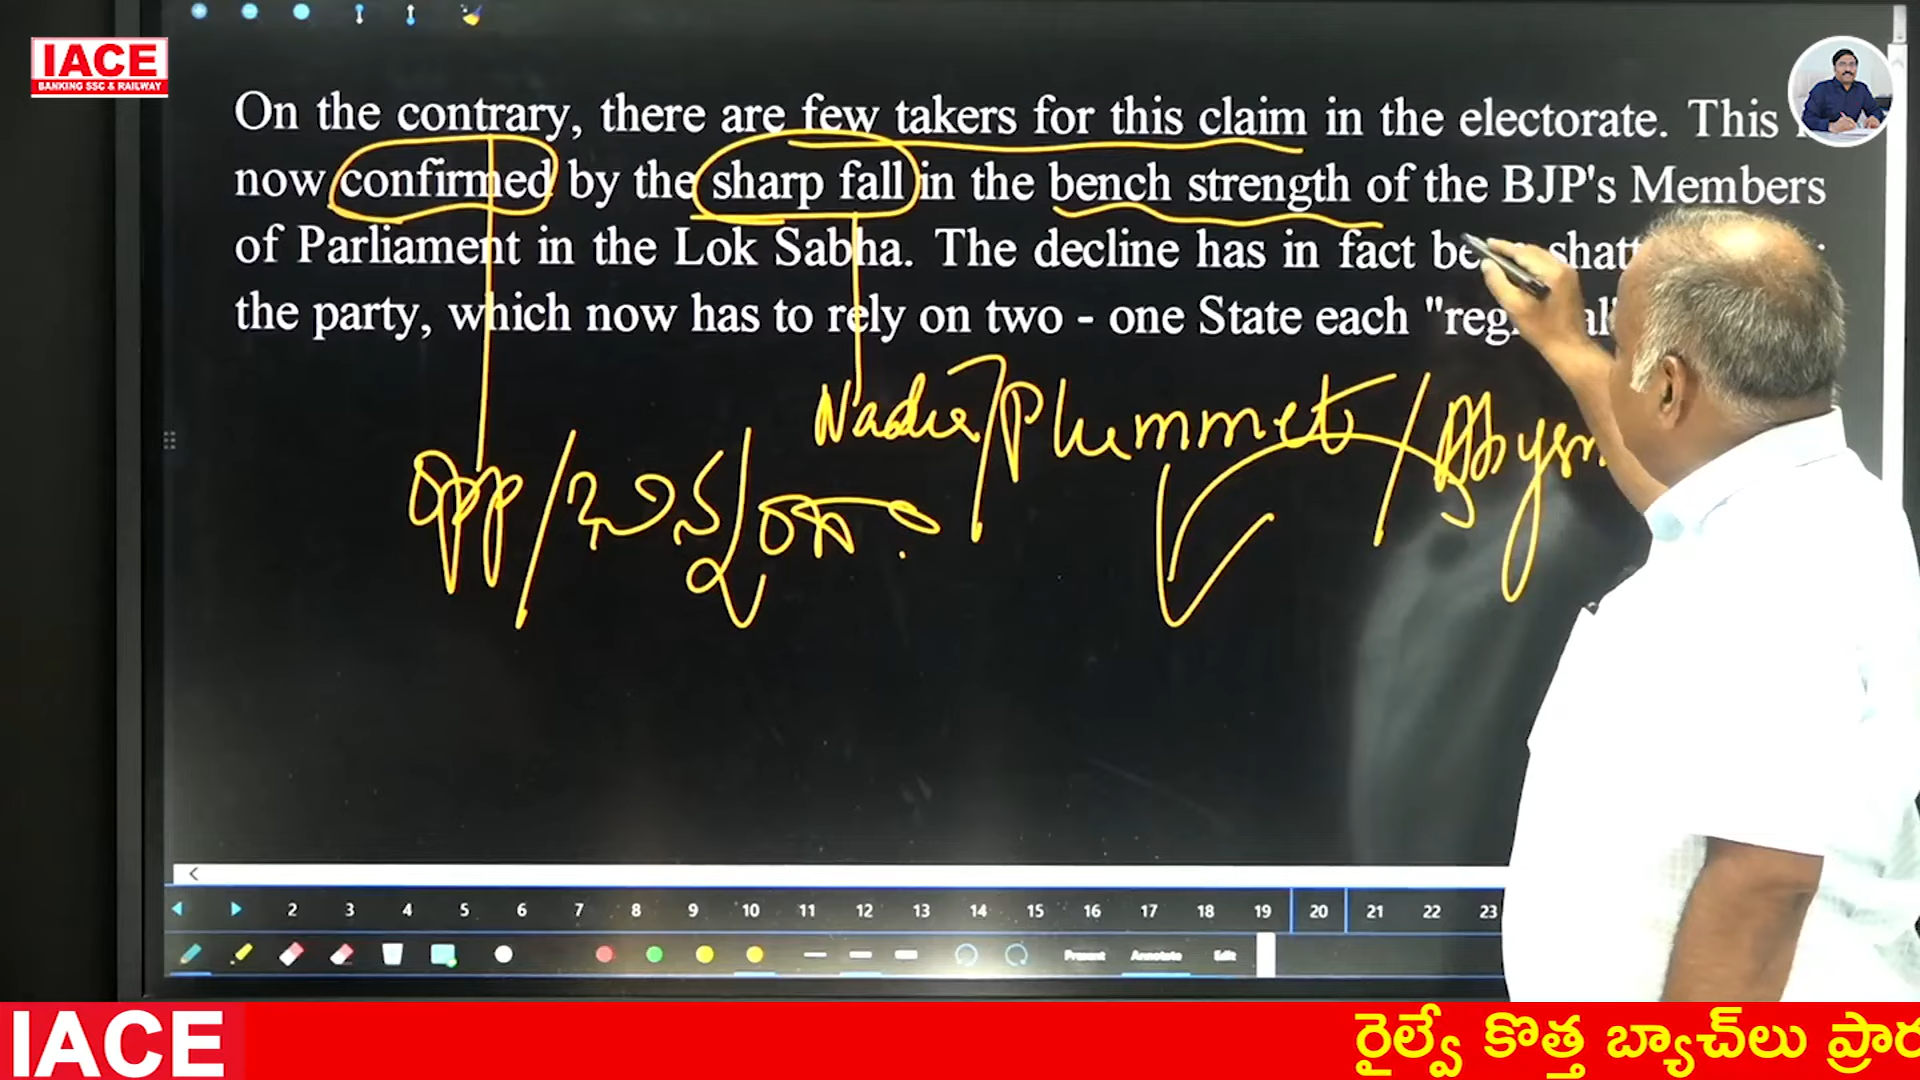 IACE
BANKING SSC & RAILWAY
On the contrary, there are few takers for this claim in the electorate. This
now confirmed by the sharp fall in the bench strength of the BJP's Members
of Parliament in the Lok Sabha. The decline has in fact
the party, which now has to rely on two - one State each
/ Plummet /
Opp /
2 3 4 5 6 7 8 9 10 11 12 13 14 15 16 17 18 19 20 21 22 23
Present Annotate Edit
IACE రైల్వే కొత్త బ్యాచ్‌లు